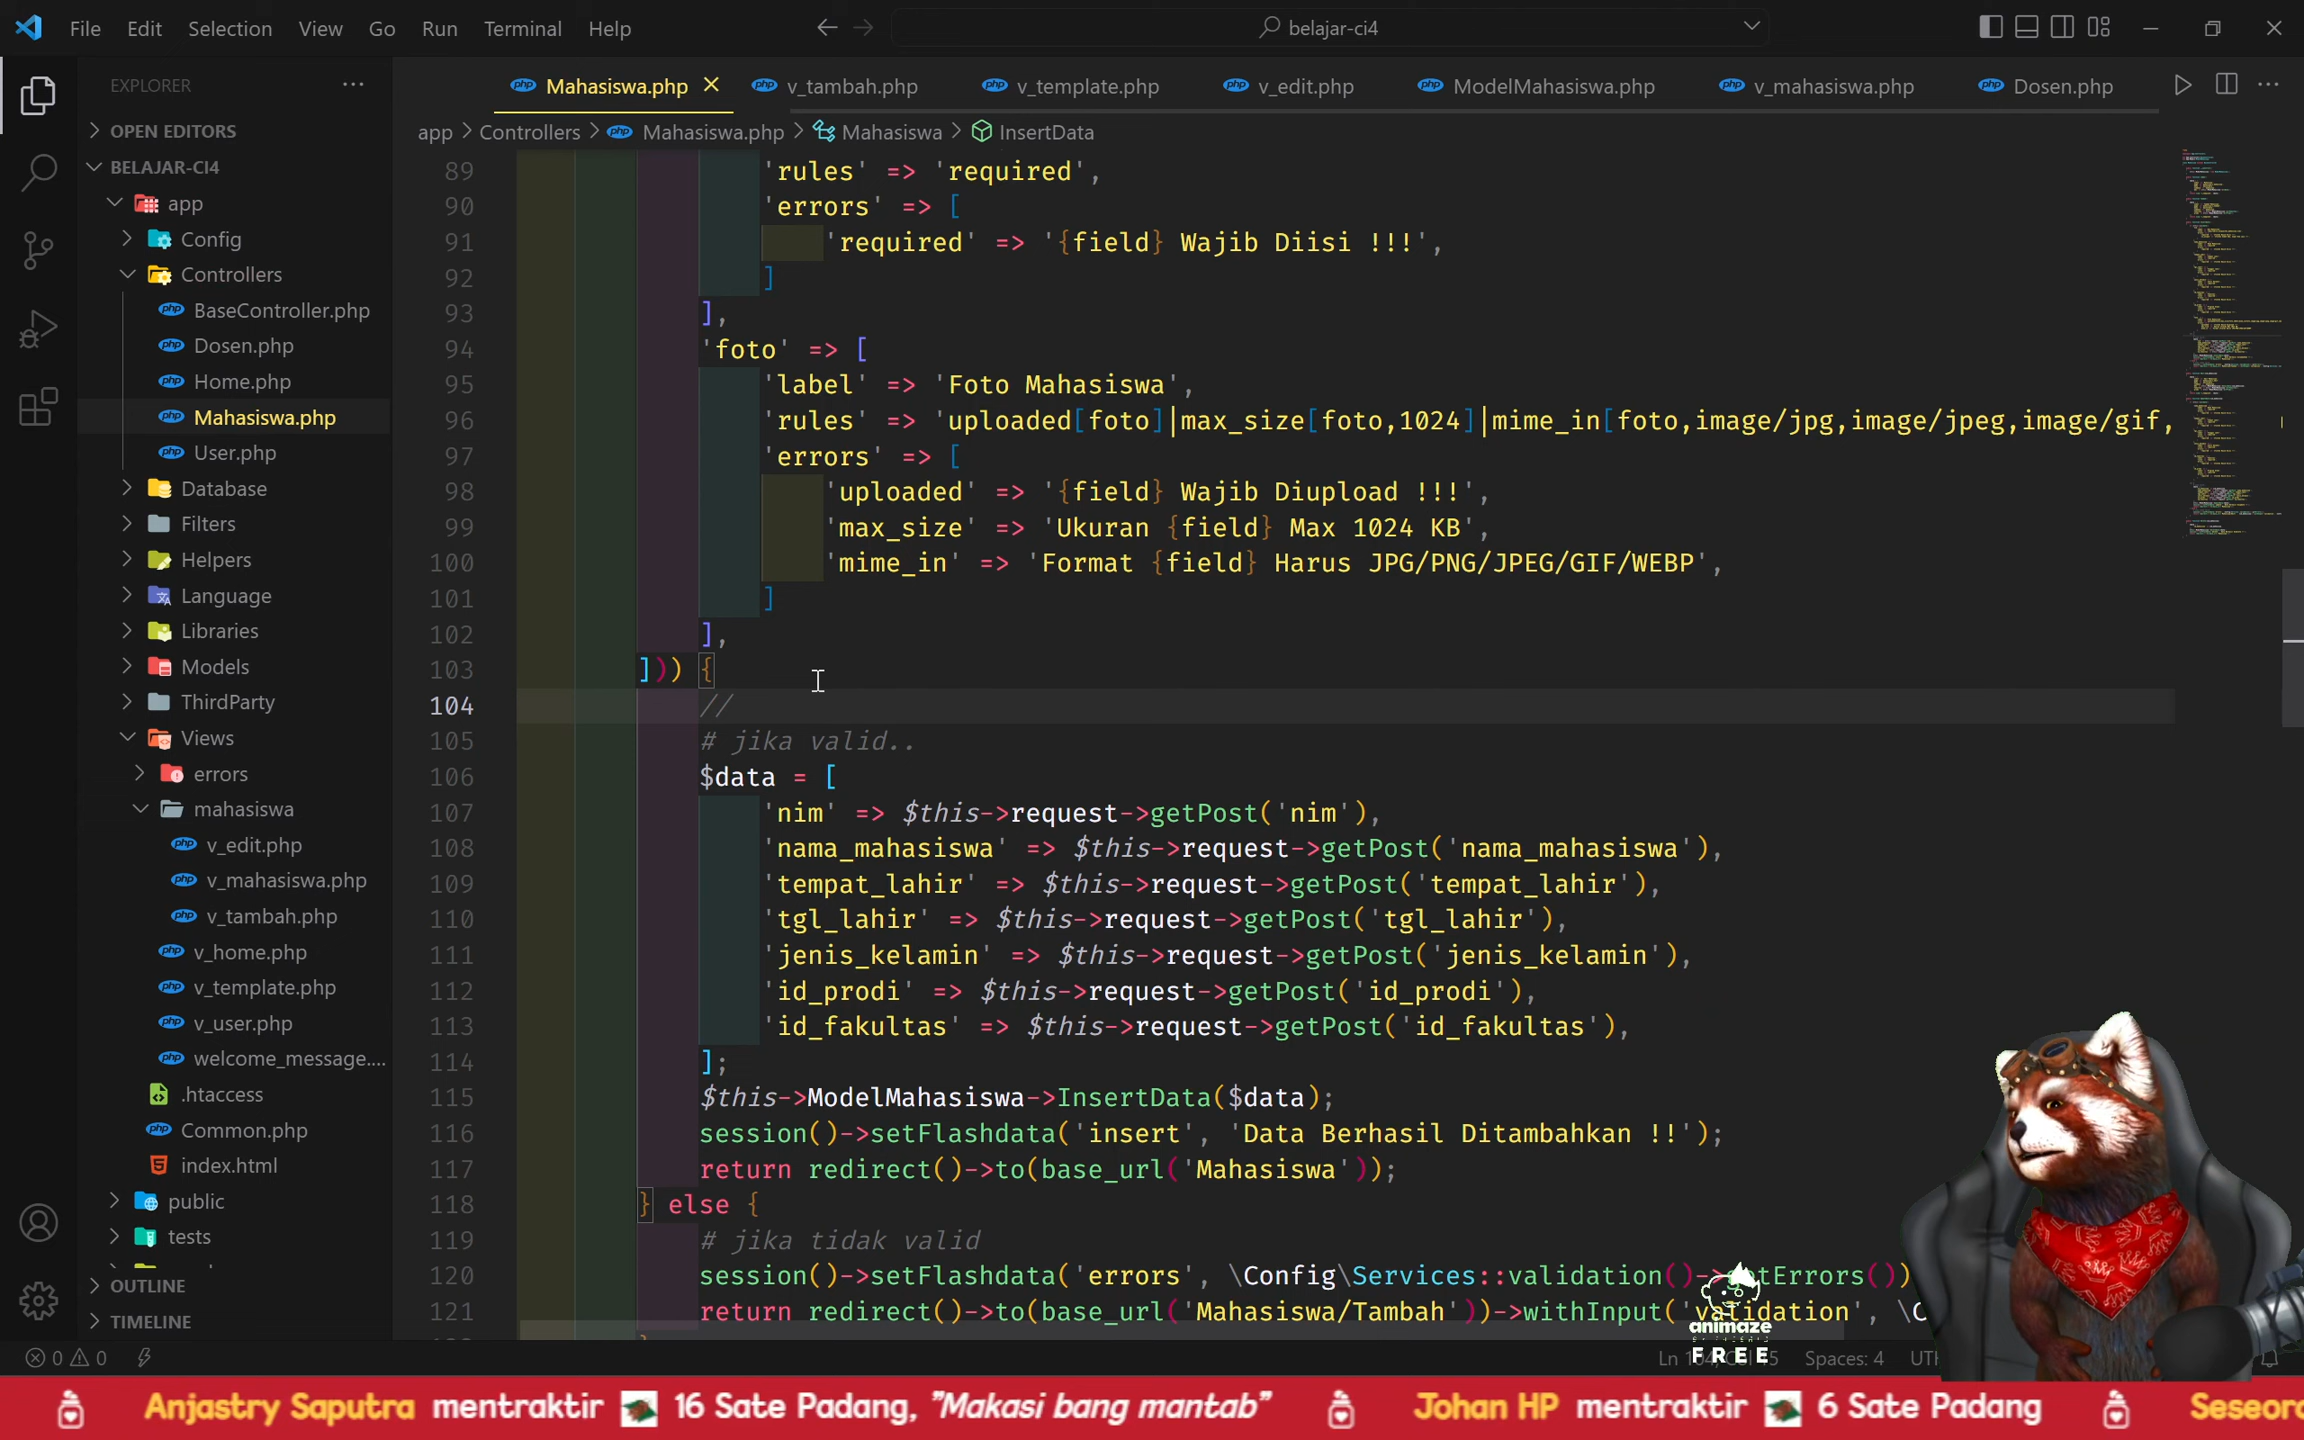 File Edit Selection View Go Run Terminal Help belajar-ci4
EXPLORER
OPEN EDITORS
BELAJAR-CI4
app
Config
Controllers
BaseController.php
Dosen.php
Home.php
Mahasiswa.php
User.php
Database
Filters
Helpers
Language
Libraries
Models
ThirdParty
Views
errors
mahasiswa
v_edit.php
v_mahasiswa.php
v_tambah.php
v_home.php
v_template.php
v_user.php
welcome_message....
.htaccess
Common.php
index.html
public
tests
OUTLINE
TIMELINE
Mahasiswa.php v_tambah.php v_template.php v_edit.php ModelMahasiswa.php v_mahasiswa.php Dosen.php
app > Controllers > Mahasiswa.php > Mahasiswa > InsertData
89 'rules' => 'required',
90 'errors' => [
91 'required' => '{field} Wajib Diisi !!!',
92 ]
93 ],
94 'foto' => [
95 'label' => 'Foto Mahasiswa',
96 'rules' => 'uploaded[foto]|max_size[foto,1024]|mime_in[foto,image/jpg,image/jpeg,image/gif,
97 'errors' => [
98 'uploaded' => '{field} Wajib Diupload !!!',
99 'max_size' => 'Ukuran {field} Max 1024 KB',
100 'mime_in' => 'Format {field} Harus JPG/PNG/JPEG/GIF/WEBP',
101 ]
102 ],
103 ])) {
104 //
105 # jika valid..
106 $data = [
107 'nim' => $this->request->getPost('nim'),
108 'nama_mahasiswa' => $this->request->getPost('nama_mahasiswa'),
109 'tempat_lahir' => $this->request->getPost('tempat_lahir'),
110 'tgl_lahir' => $this->request->getPost('tgl_lahir'),
111 'jenis_kelamin' => $this->request->getPost('jenis_kelamin'),
112 'id_prodi' => $this->request->getPost('id_prodi'),
113 'id_fakultas' => $this->request->getPost('id_fakultas'),
114 ];
115 $this->ModelMahasiswa->InsertData($data);
116 session()->setFlashdata('insert', 'Data Berhasil Ditambahkan !!');
117 return redirect()->to(base_url('Mahasiswa'));
118 } else {
119 # jika tidak valid
120 session()->setFlashdata('errors', \Config\Services::validation()->getErrors())
121 return redirect()->to(base_url('Mahasiswa/Tambah'))->withInput('validation', \C
animaze
FREE
0 0 Spaces: 4
Anjastry Saputra mentraktir 16 Sate Padang, "Makasi bang mantab" Johan HP mentraktir 6 Sate Padang